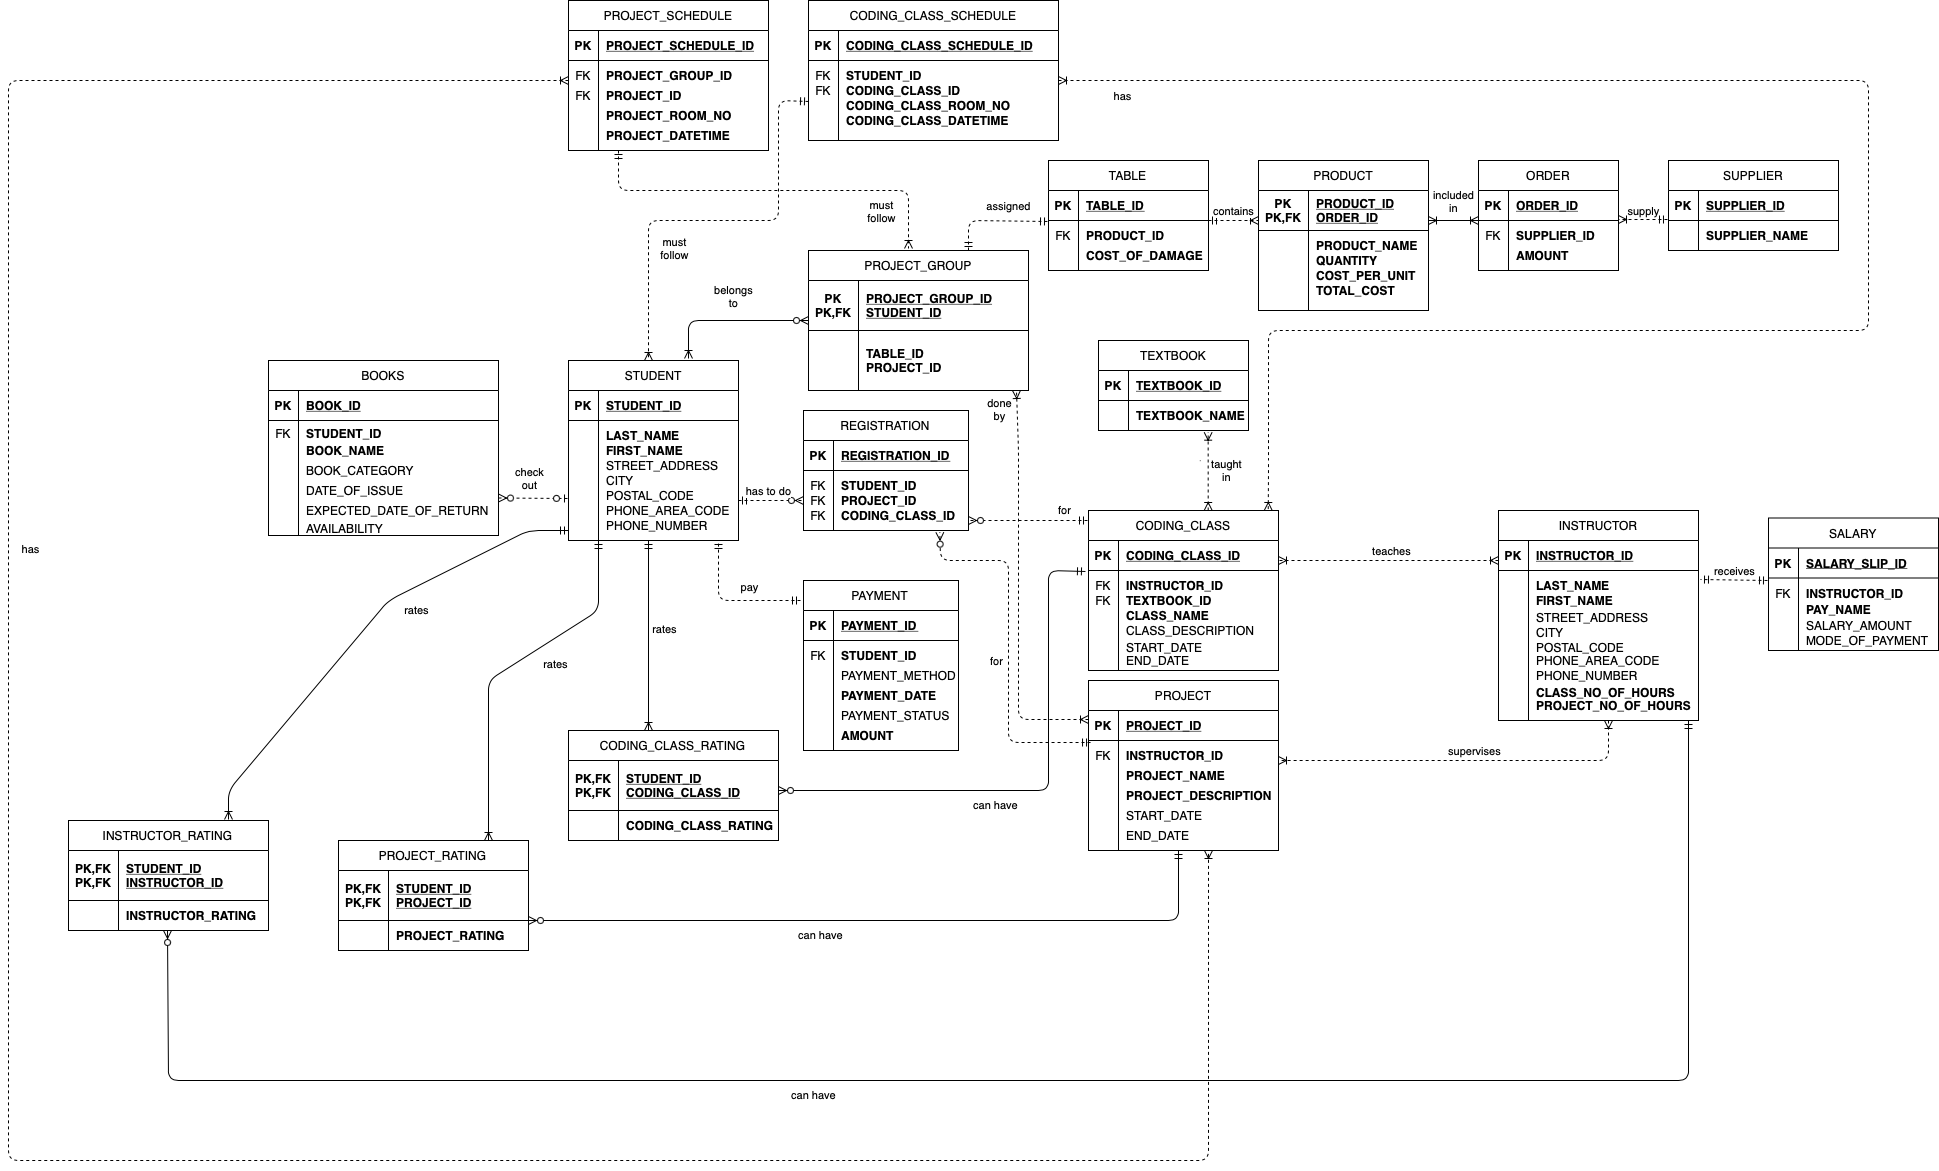 PROJECT_SCHEDULE
PK PROJECT_SCHEDULE_ID
FK PROJECT_GROUP_ID
FK PROJECT_ID
PROJECT_ROOM_NO
PROJECT_DATETIME
CODING_CLASS_SCHEDULE
PK CODING_CLASS_SCHEDULE_ID
FK STUDENT_ID
FK CODING_CLASS_ID
CODING_CLASS_ROOM_NO
CODING_CLASS_DATETIME
has
TABLE
PK TABLE_ID
FK PRODUCT_ID
COST_OF_DAMAGE
contains
PRODUCT
PK PRODUCT_ID
PK,FK ORDER_ID
PRODUCT_NAME
QUANTITY
COST_PER_UNIT
TOTAL_COST
included
in
ORDER
PK ORDER_ID
FK SUPPLIER_ID
AMOUNT
supply
SUPPLIER
PK SUPPLIER_ID
SUPPLIER_NAME
must
follow
assigned
must
follow
PROJECT_GROUP
PK PROJECT_GROUP_ID
PK,FK STUDENT_ID
TABLE_ID
PROJECT_ID
belongs
to
BOOKS
PK BOOK_ID
FK STUDENT_ID
BOOK_NAME
BOOK_CATEGORY
DATE_OF_ISSUE
EXPECTED_DATE_OF_RETURN
AVAILABILITY
check
out
STUDENT
PK STUDENT_ID
LAST_NAME
FIRST_NAME
STREET_ADDRESS
CITY
POSTAL_CODE
PHONE_AREA_CODE
PHONE_NUMBER
has to do
REGISTRATION
PK REGISTRATION_ID
FK STUDENT_ID
FK PROJECT_ID
FK CODING_CLASS_ID
done
by
TEXTBOOK
PK TEXTBOOK_ID
TEXTBOOK_NAME
taught
in
for
CODING_CLASS
PK CODING_CLASS_ID
FK INSTRUCTOR_ID
FK TEXTBOOK_ID
CLASS_NAME
CLASS_DESCRIPTION
START_DATE
END_DATE
teaches
INSTRUCTOR
PK INSTRUCTOR_ID
LAST_NAME
FIRST_NAME
STREET_ADDRESS
CITY
POSTAL_CODE
PHONE_AREA_CODE
PHONE_NUMBER
CLASS_NO_OF_HOURS
PROJECT_NO_OF_HOURS
receives
SALARY
PK SALARY_SLIP_ID
FK INSTRUCTOR_ID
PAY_NAME
SALARY_AMOUNT
MODE_OF_PAYMENT
has
rates
pay
PAYMENT
PK PAYMENT_ID
FK STUDENT_ID
PAYMENT_METHOD
PAYMENT_DATE
PAYMENT_STATUS
AMOUNT
rates
rates
for
PROJECT
PK PROJECT_ID
FK INSTRUCTOR_ID
PROJECT_NAME
PROJECT_DESCRIPTION
START_DATE
END_DATE
supervises
CODING_CLASS_RATING
PK,FK STUDENT_ID
PK,FK CODING_CLASS_ID
CODING_CLASS_RATING
can have
INSTRUCTOR_RATING
PK,FK STUDENT_ID
PK,FK INSTRUCTOR_ID
INSTRUCTOR_RATING
PROJECT_RATING
PK,FK STUDENT_ID
PK,FK PROJECT_ID
PROJECT_RATING
can have
can have